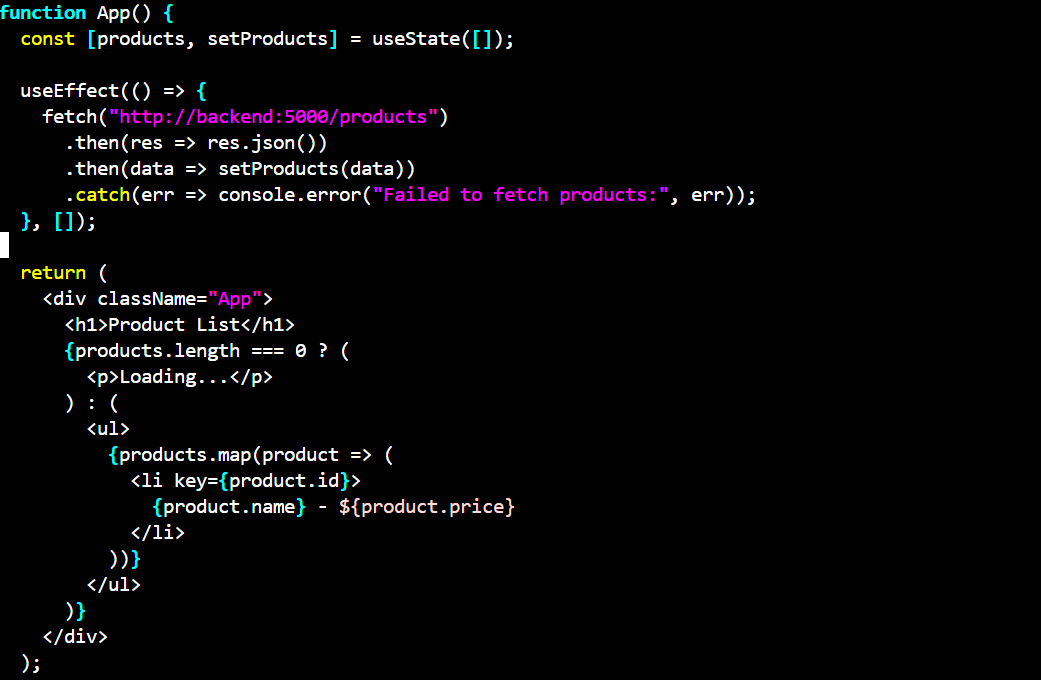 function App() {
  const [products, setProducts] = useState([]);

  useEffect(() => {
    fetch("http://backend:5000/products")
      .then(res => res.json())
      .then(data => setProducts(data))
      .catch(err => console.error("Failed to fetch products:", err));
  }, []);

  return (
    <div className="App">
      <h1>Product List</h1>
      {products.length === 0 ? (
        <p>Loading...</p>
      ) : (
        <ul>
          {products.map(product => (
            <li key={product.id}>
              {product.name} - ${product.price}
            </li>
          ))}
        </ul>
      )}
    </div>
  );